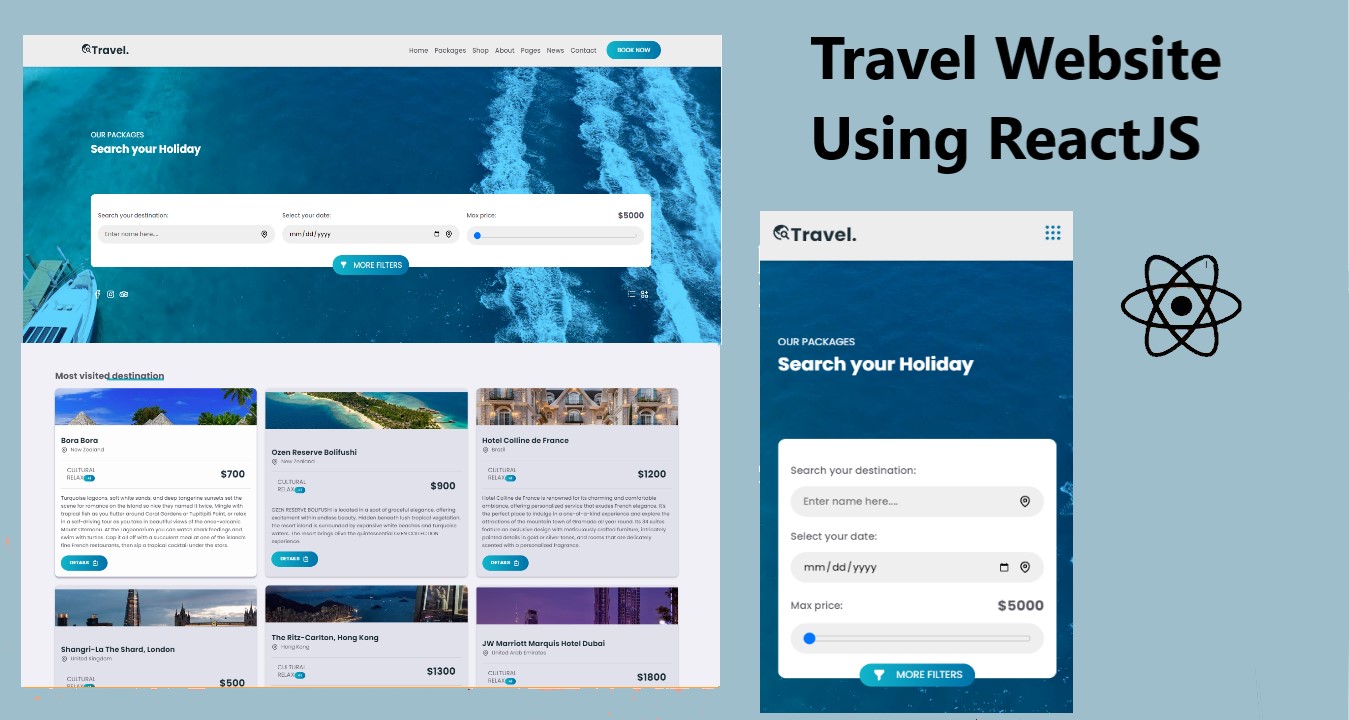 Travel.
Home Packages Shop About Pages News Contact BOOK NOW
OUR PACKAGES
Search your Holiday
Search your destination: Select your date: Max price: $5000
Enter name here.... mm/dd/yyyy
MORE FILTERS
Most visited destination
Bora Bora
New Zealand
CULTURAL
RELAX
$700
Turquoise lagoons, soft white sands, and deep tangerine sunsets set the
scene for romance on the island so nice they named it twice. Mingle with
tropical fish as you flutter around Coral Gardens or Tupitipiti Point, or relax
in a self-driving tour as you take in beautiful views of the once-volcanic
Mount Otemanu. At the Lagoonarium you can watch shark feedings and
swim with turtles. Cap it all off with a succulent meal at one of the island's
fine French restaurants, then sip a tropical cocktail under the stars.
DETAILS
Ozen Reserve Bolifushi
New Zealand
CULTURAL
RELAX
$900
OZEN RESERVE BOLIFUSHI is located in a spot of graceful elegance, offering
excitement within endless beauty. Hidden beneath lush tropical vegetation,
the resort island is surrounded by expansive white beaches and turquoise
waters. The resort brings alive the quintessential OZEN COLLECTION
experience.
DETAILS
Hotel Colline de France
Brazil
CULTURAL
RELAX
$1200
Hotel Colline de France is renowned for its charming and comfortable
ambiance, offering personalized service that exudes French elegance. It's
the perfect place to indulge in a one-of-a-kind experience and explore the
attractions of the mountain town of Gramado all year round. Its 34 suites
feature an exclusive design with meticulously crafted furniture, intricately
painted details in gold or silver tones, and rooms that are delicately
scented with a personalized fragrance.
DETAILS
Shangri-La The Shard, London
United Kingdom
CULTURAL
RELAX
$500
The Ritz-Carlton, Hong Kong
Hong Kong
CULTURAL
RELAX
$1300
JW Marriott Marquis Hotel Dubai
United Arab Emirates
CULTURAL
RELAX
$1800
Travel Website
Using ReactJS
Travel.
OUR PACKAGES
Search your Holiday
Search your destination:
Enter name here....
Select your date:
mm/dd/yyyy
Max price: $5000
MORE FILTERS